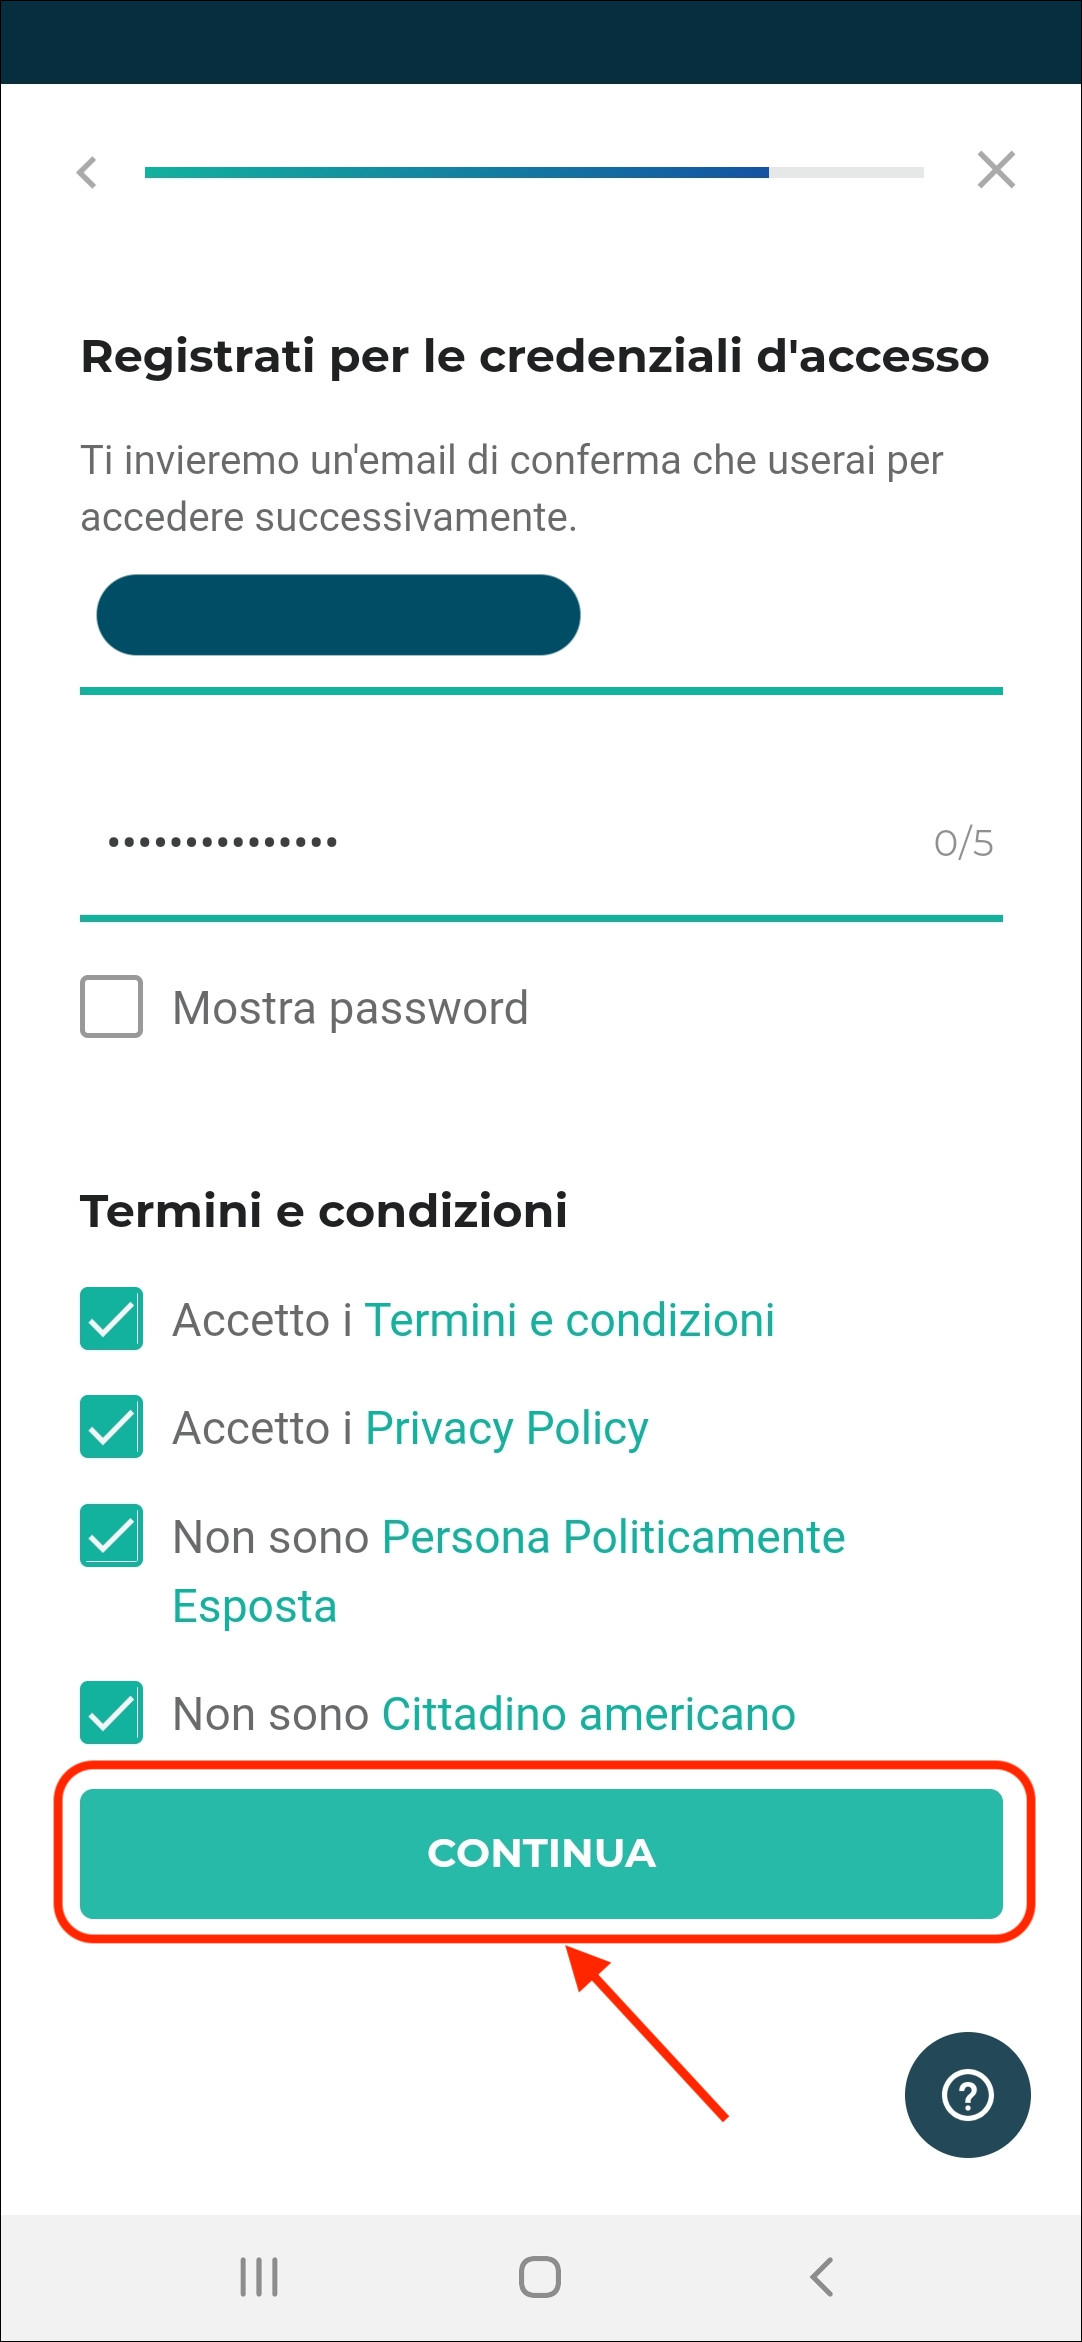 Registrati per le credenziali d'accesso
Ti invieremo un'email di conferma che userai per
accedere successivamente.
•••••••••••••••
0/5
Mostra password
Termini e condizioni
Accetto i Termini e condizioni
Accetto i Privacy Policy
Non sono Persona Politicamente
Esposta
Non sono Cittadino americano
CONTINUA
?